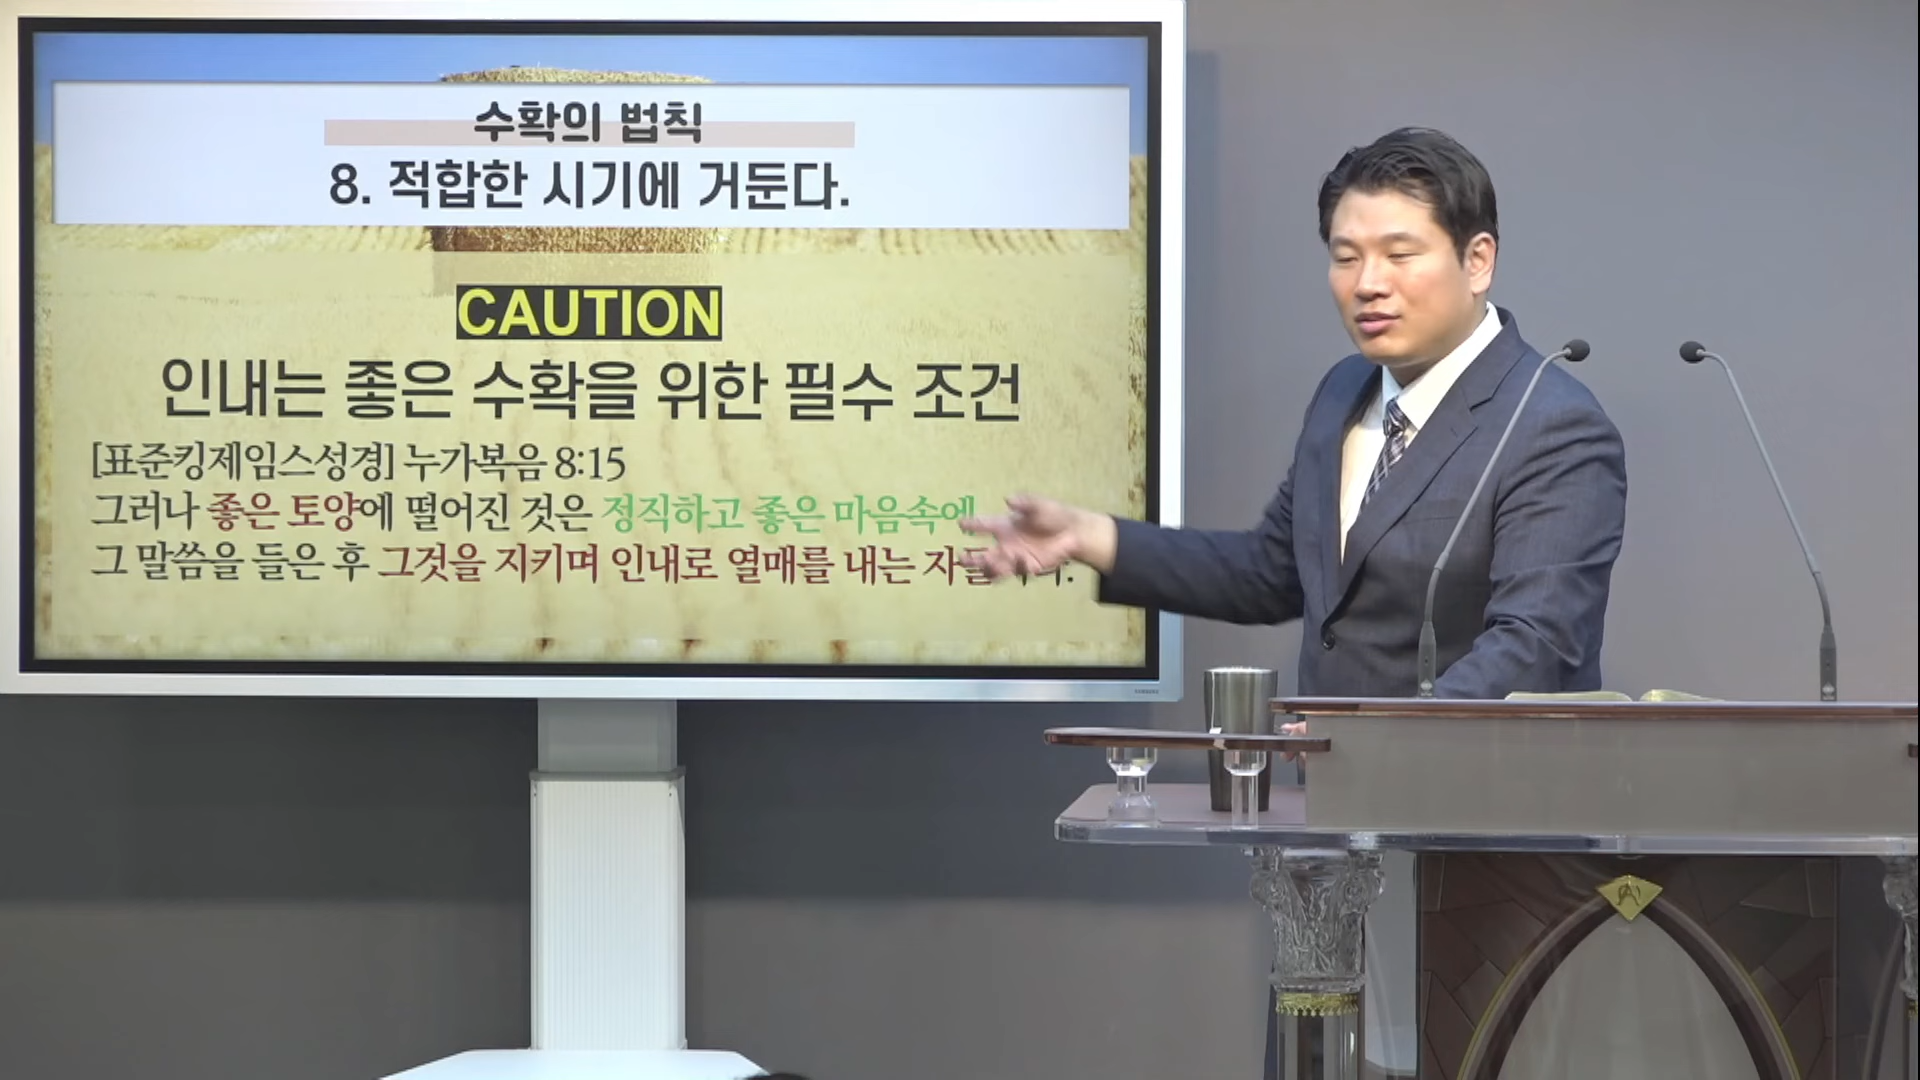 수확의 법칙
8. 적합한 시기에 거둔다.
CAUTION
인내는 좋은 수확을 위한 필수 조건
[표준킹제임스성경] 누가복음 8:15
그러나 좋은 토양에 떨어진 것은 정직하고 좋은 마음속에
그 말씀을 들은 후 그것을 지키며 인내로 열매를 내는
SAMSUNG